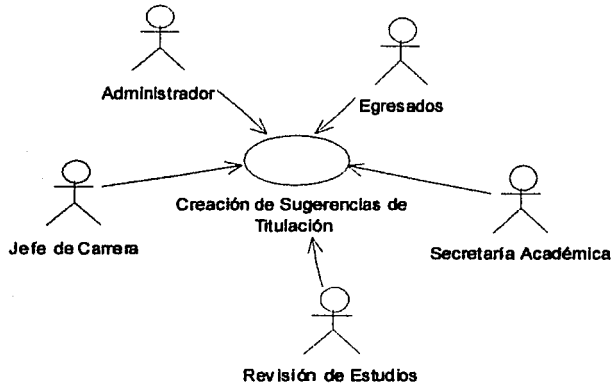 Administrador
Egresados
Creación de Sugerencias de
Titulación
Jefe de Carrera
Secretaría Académica
Revisión de Estudios